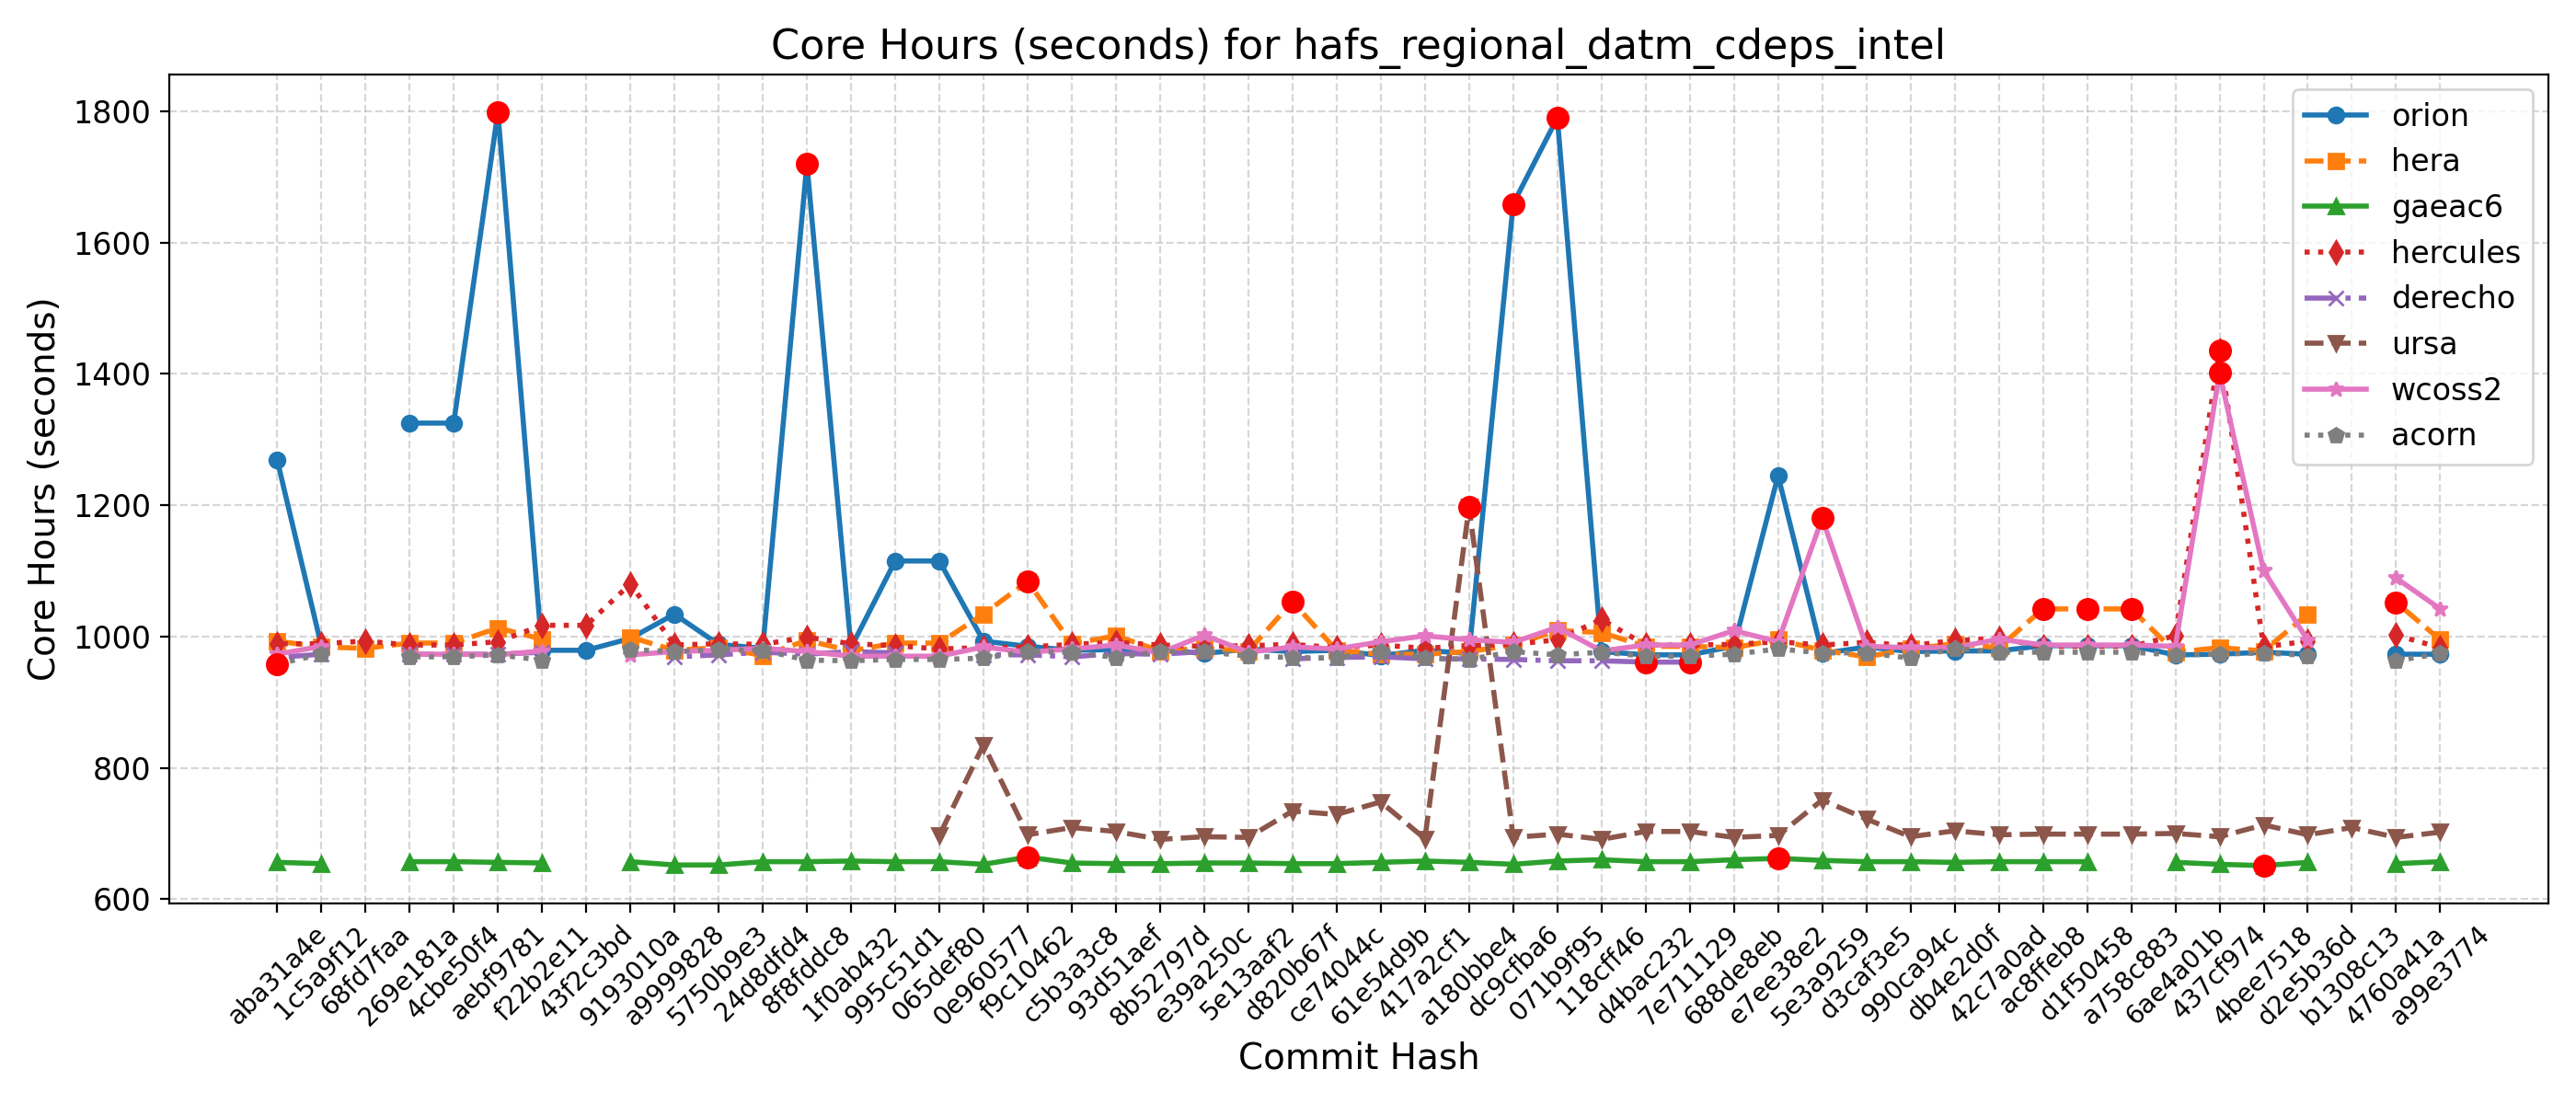 Core Hours (seconds) for hafs_regional_datm_cdeps_intel
Core Hours (seconds)
1800
1600
1400
1200
1000
800
600
orion
hera
gaeac6
hercules
derecho
ursa
wcoss2
acorn
aba31a4e
1c5a9f12
68fd7faa
269e181a
4cbe50f4
aebf9781
f22b2e11
43f2c3bd
9193010a
a9999828
5750b9e3
24d8dfd4
8f8fddc8
1f0ab432
995c51d1
065def80
0e960577
f9c10462
c5b3a3c8
93d51aef
8b52797d
e39a250c
5e13aaf2
d820b67f
ce74044c
61e54d9b
417a2cf1
a180bbe4
dc9cfba6
071b9f95
118cff46
d4bac232
7e711129
688de8eb
e7ee38e2
5e3a9259
d3caf3e5
990ca94c
db4e2d0f
42c7a0ad
ac8ffeb8
d1f50458
a758c883
6ae4a01b
437cf974
4bee7518
d2e5b36d
b1308c13
4760a41a
a99e3774
Commit Hash